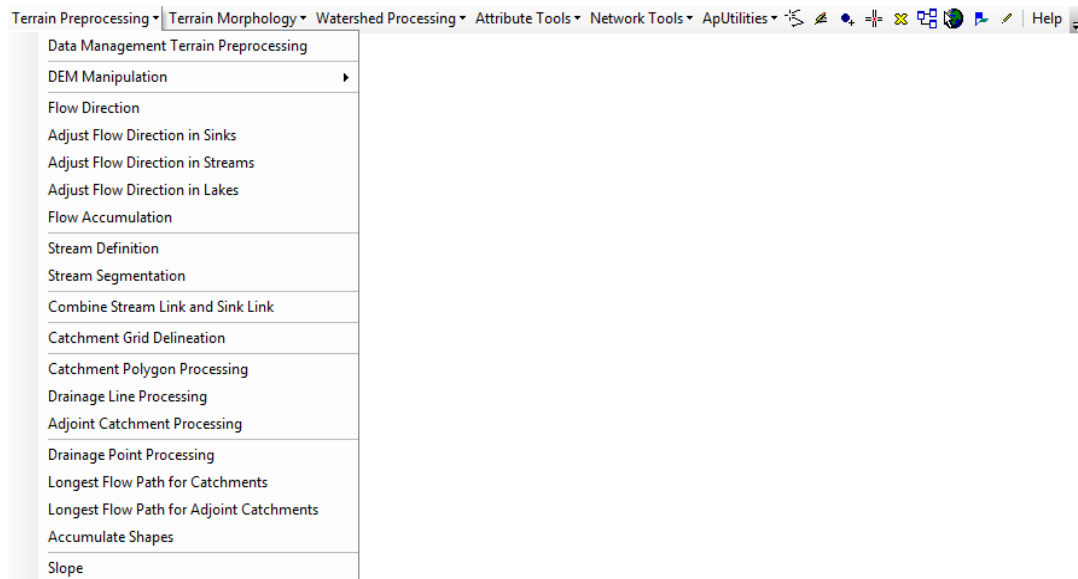 Terrain Preprocessing Terrain Morphology Watershed Processing Attribute Tools Network Tools ApUtilities Help
Data Management Terrain Preprocessing
DEM Manipulation
Flow Direction
Adjust Flow Direction in Sinks
Adjust Flow Direction in Streams
Adjust Flow Direction in Lakes
Flow Accumulation
Stream Definition
Stream Segmentation
Combine Stream Link and Sink Link
Catchment Grid Delineation
Catchment Polygon Processing
Drainage Line Processing
Adjoint Catchment Processing
Drainage Point Processing
Longest Flow Path for Catchments
Longest Flow Path for Adjoint Catchments
Accumulate Shapes
Slope